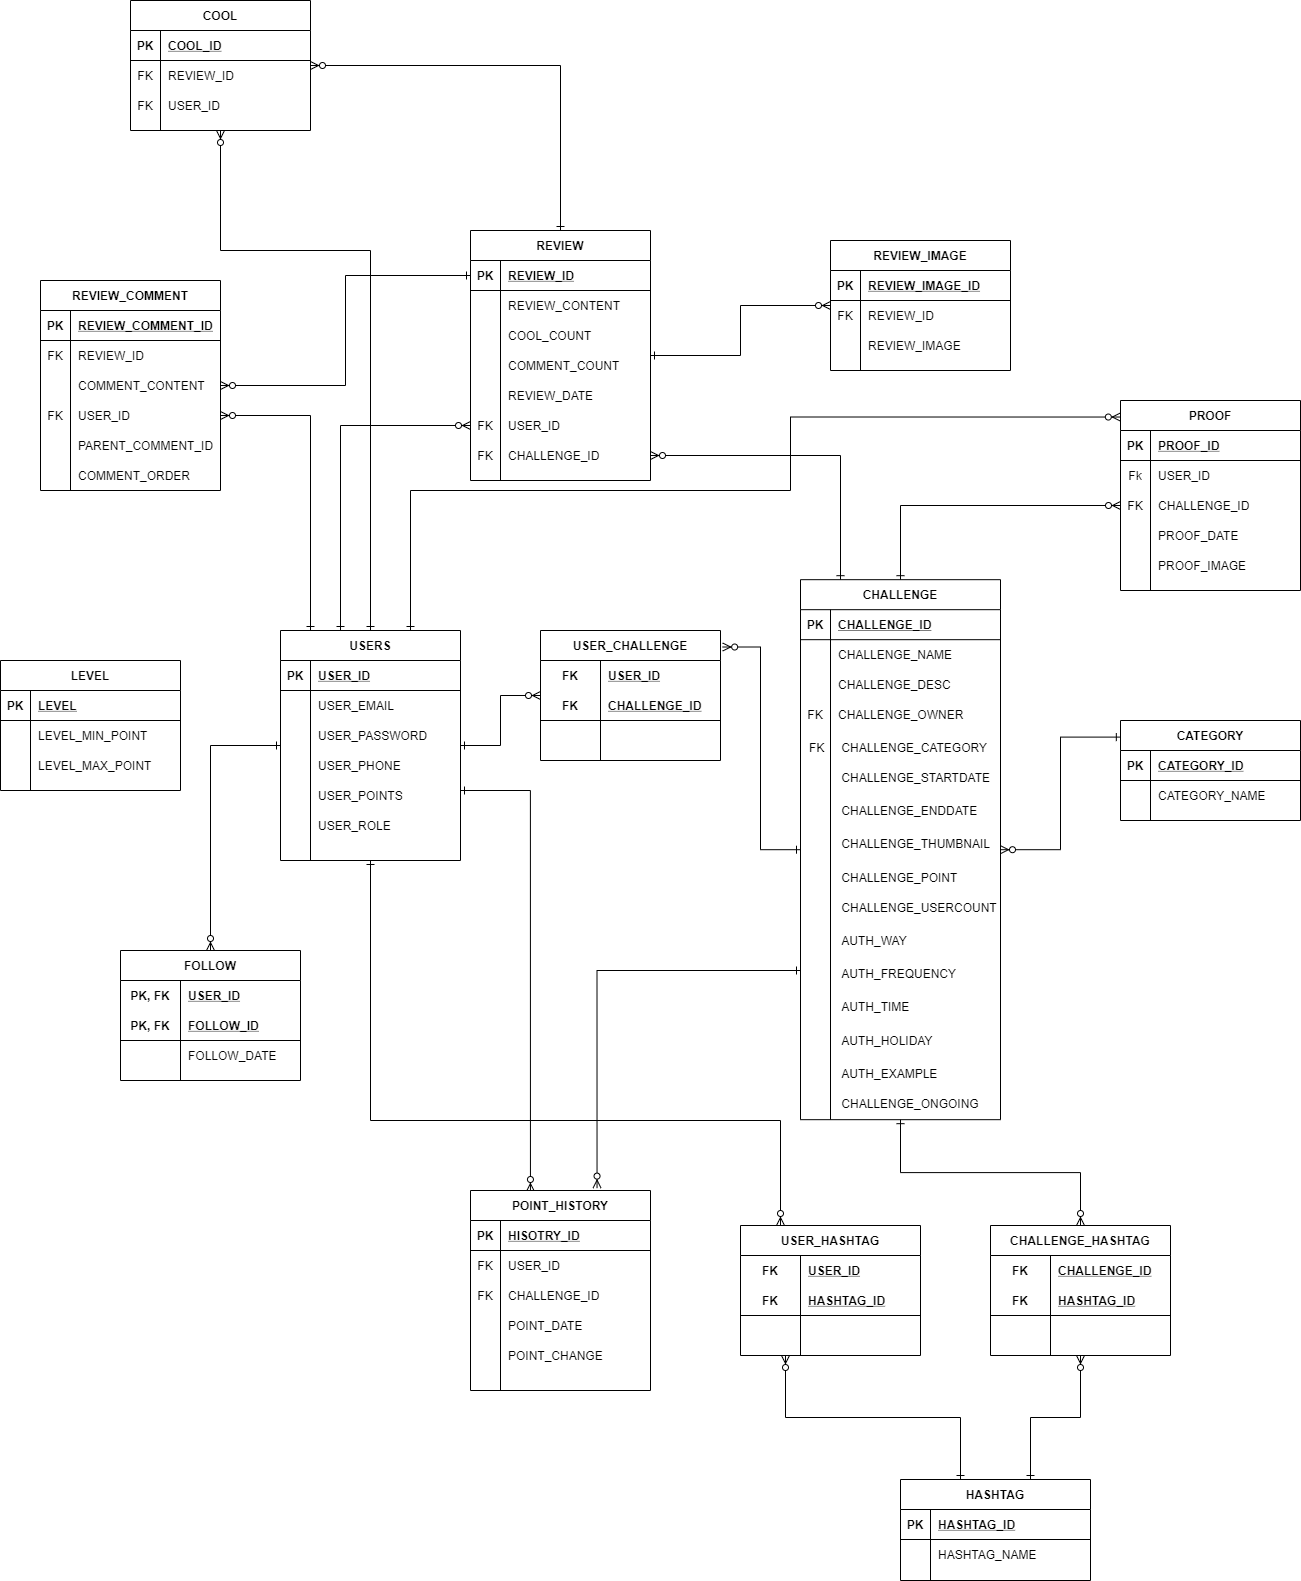 COOL
PK COOL_ID
FK REVIEW_ID
FK USER_ID
REVIEW
PK REVIEW_ID
REVIEW_CONTENT
COOL_COUNT
COMMENT_COUNT
REVIEW_DATE
FK USER_ID
FK CHALLENGE_ID
REVIEW_IMAGE
PK REVIEW_IMAGE_ID
FK REVIEW_ID
REVIEW_IMAGE
REVIEW_COMMENT
PK REVIEW_COMMENT_ID
FK REVIEW_ID
COMMENT_CONTENT
FK USER_ID
PARENT_COMMENT_ID
COMMENT_ORDER
PROOF
PK PROOF_ID
Fk USER_ID
FK CHALLENGE_ID
PROOF_DATE
PROOF_IMAGE
CHALLENGE
PK CHALLENGE_ID
CHALLENGE_NAME
CHALLENGE_DESC
FK CHALLENGE_OWNER
FK CHALLENGE_CATEGORY
CHALLENGE_STARTDATE
CHALLENGE_ENDDATE
CHALLENGE_THUMBNAIL
CHALLENGE_POINT
CHALLENGE_USERCOUNT
AUTH_WAY
AUTH_FREQUENCY
AUTH_TIME
AUTH_HOLIDAY
AUTH_EXAMPLE
CHALLENGE_ONGOING
USERS
PK USER_ID
USER_EMAIL
USER_PASSWORD
USER_PHONE
USER_POINTS
USER_ROLE
USER_CHALLENGE
FK USER_ID
FK CHALLENGE_ID
LEVEL
PK LEVEL
LEVEL_MIN_POINT
LEVEL_MAX_POINT
CATEGORY
PK CATEGORY_ID
CATEGORY_NAME
FOLLOW
PK, FK USER_ID
PK, FK FOLLOW_ID
FOLLOW_DATE
POINT_HISTORY
PK HISOTRY_ID
FK USER_ID
FK CHALLENGE_ID
POINT_DATE
POINT_CHANGE
USER_HASHTAG
FK USER_ID
FK HASHTAG_ID
CHALLENGE_HASHTAG
FK CHALLENGE_ID
FK HASHTAG_ID
HASHTAG
PK HASHTAG_ID
HASHTAG_NAME